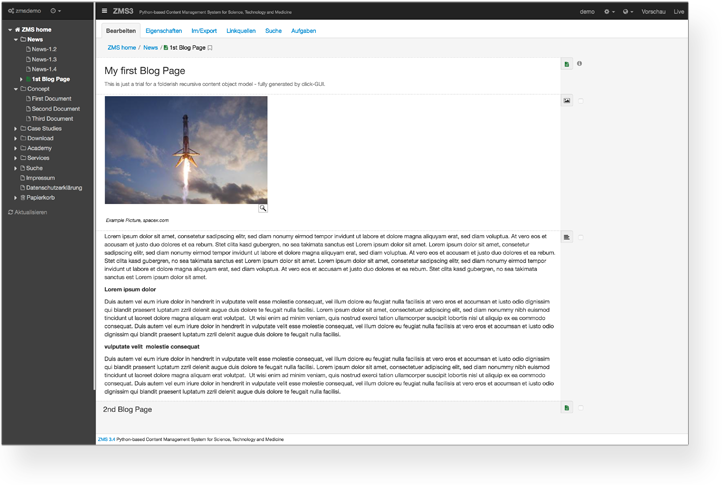 zmsdemo
ZMS3 Python-based Content Management System for Science, Technology and Medicine
demo Vorschau Live
ZMS home
News
News-1.2
News-1.3
News-1.4
1st Blog Page
Concept
First Document
Second Document
Third Document
Case Studies
Download
Academy
Services
Suche
Impressum
Datenschutzerklärung
Papierkorb
Aktualisieren
Bearbeiten Eigenschaften Im/Export Linkquellen Suche Aufgaben
ZMS home / News / 1st Blog Page
My first Blog Page
This is just a trial for a folderish recursive content object model - fully generated by click-GUI.
Example Picture, spacex.com
Lorem ipsum dolor sit amet, consetetur sadipscing elitr, sed diam nonumy eirmod tempor invidunt ut labore et dolore magna aliquyam erat, sed diam voluptua. At vero eos et
accusam et justo duo dolores et ea rebum. Stet clita kasd gubergren, no sea takimata sanctus est Lorem ipsum dolor sit amet. Lorem ipsum dolor sit amet, consetetur
sadipscing elitr, sed diam nonumy eirmod tempor invidunt ut labore et dolore magna aliquyam erat, sed diam voluptua. At vero eos et accusam et justo duo dolores et ea
rebum. Stet clita kasd gubergren, no sea takimata sanctus est Lorem ipsum dolor sit amet. At vero eos et accusam et justo duo dolores et ea rebum. Stet clita kasd gubergren, no sea takimata
sanctus est Lorem ipsum dolor sit amet.
Lorem ipsum dolor
Duis autem vel eum iriure dolor in hendrerit in vulputate velit esse molestie consequat, vel illum dolore eu feugiat nulla facilisis at vero eros et accumsan et iusto odio dignissim
qui blandit praesent luptatum zzril delenit augue duis dolore te feugait nulla facilisi. Lorem ipsum dolor sit amet, consectetuer adipiscing elit, sed diam nonummy nibh euismod
tincidunt ut laoreet dolore magna aliquam erat volutpat. Ut wisi enim ad minim veniam, quis nostrud exerci tation ullamcorper suscipit lobortis nisl ut aliquip ex ea commodo
consequat. Duis autem vel eum iriure dolor in hendrerit in vulputate velit esse molestie consequat, vel illum dolore eu feugiat nulla facilisis at vero eros et accumsan et iusto odio
dignissim qui blandit praesent luptatum zzril delenit augue duis dolore te feugait nulla facilisi.
vulputate velit molestie consequat
Duis autem vel eum iriure dolor in hendrerit in vulputate velit esse molestie consequat, vel illum dolore eu feugiat nulla facilisis at vero eros et accumsan et iusto odio dignissim
qui blandit praesent luptatum zzril delenit augue duis dolore te feugait nulla facilisi. Lorem ipsum dolor sit amet, consectetuer adipiscing elit, sed diam nonummy nibh euismod
tincidunt ut laoreet dolore magna aliquam erat volutpat. Ut wisi enim ad minim veniam, quis nostrud exerci tation ullamcorper suscipit lobortis nisl ut aliquip ex ea commodo
consequat. Duis autem vel eum iriure dolor in hendrerit in vulputate velit esse molestie consequat, vel illum dolore eu feugiat nulla facilisis at vero eros et accumsan et iusto odio
dignissim qui blandit praesent luptatum zzril delenit augue duis dolore te feugait nulla facilisi.
2nd Blog Page
ZMS 3.4 Python-based Content Management System for Science, Technology and Medicine